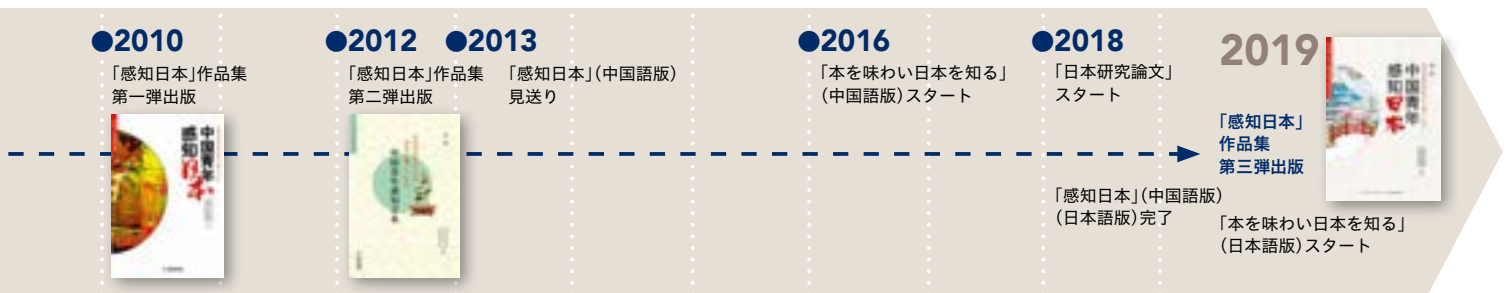 ●2010
「感知日本」作品集
第一弾出版
中国青年
感知日本
●2012
「感知日本」作品集
第二弾出版
●2013
「感知日本」(中国語版)
見送り
●2016
「本を味わい日本を知る」
(中国語版)スタート
●2018
「日本研究論文」
スタート
「感知日本」(中国語版)
(日本語版)完了
2019
「感知日本」
作品集
第三弾出版
中国青年
感知日本
「本を味わい日本を知る」
(日本語版)スタート